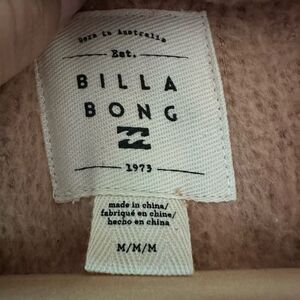 Born in Australia
Est.
BILLA
BONG
1973
made in china/
fabriqué en chine/
hecho en china
M/M/M